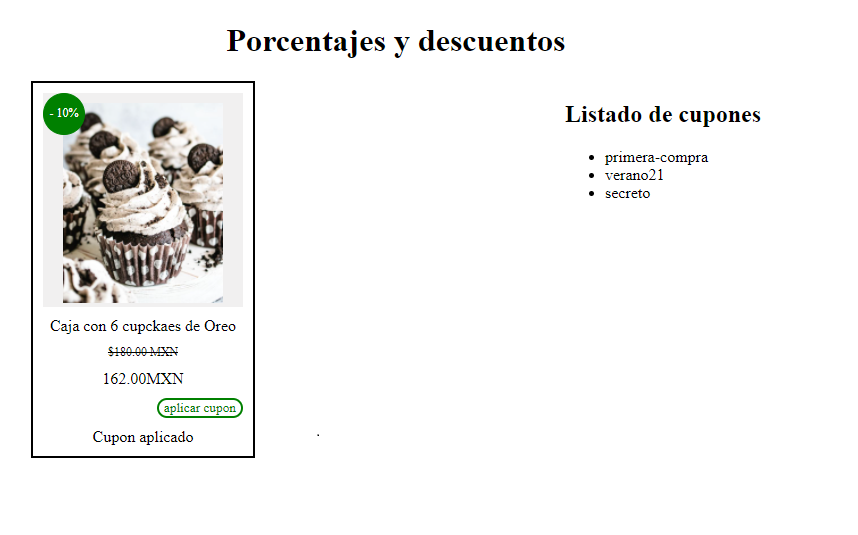 Porcentajes y descuentos
- 10%
Caja con 6 cupckaes de Oreo
$180.00 MXN
162.00MXN
aplicar cupon
Cupon aplicado
.
Listado de cupones
primera-compra
verano21
secreto